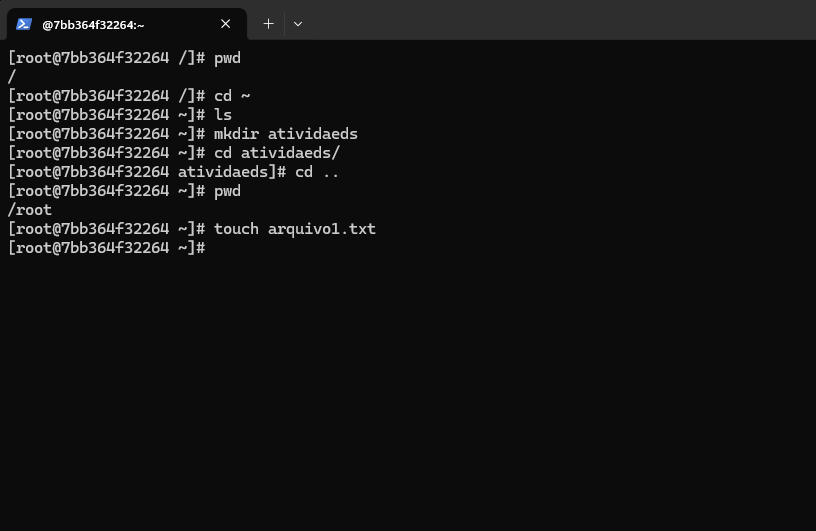 @7bb364f32264:~
[root@7bb364f32264 /]# pwd
/
[root@7bb364f32264 /]# cd ~
[root@7bb364f32264 ~]# ls
[root@7bb364f32264 ~]# mkdir atividaeds
[root@7bb364f32264 ~]# cd atividaeds/
[root@7bb364f32264 atividaeds]# cd ..
[root@7bb364f32264 ~]# pwd
/root
[root@7bb364f32264 ~]# touch arquivo1.txt
[root@7bb364f32264 ~]#